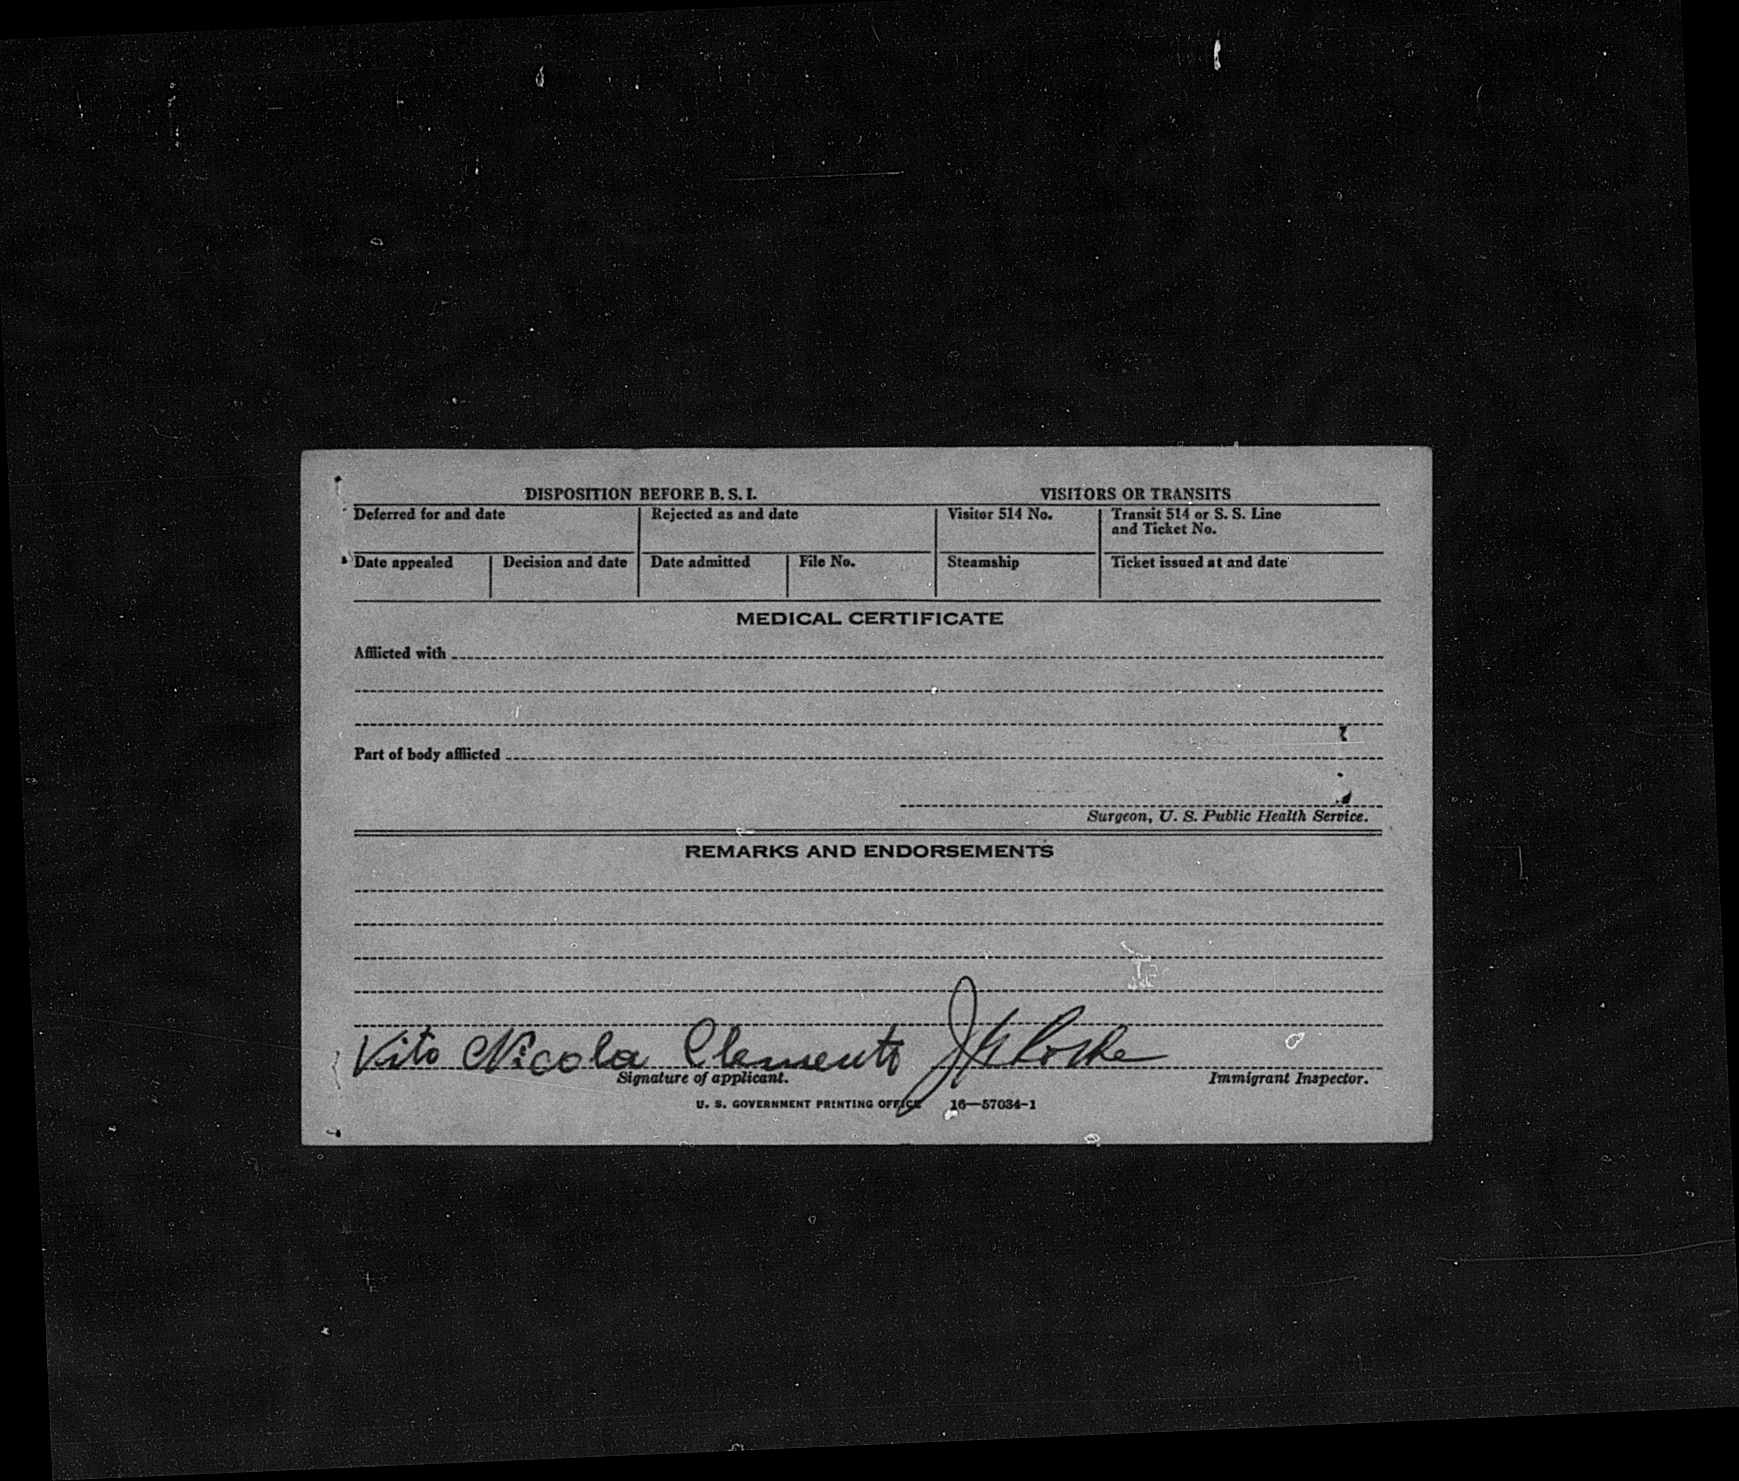 DISPOSITION BEFORE B. S. I. VISITORS OR TRANSITS
Deferred for and date Rejected as and date Visitor 514 No. Transit 514 or S. S. Line
and Ticket No.
Date appealed Decision and date Date admitted File No. Steamship Ticket issued at and date
MEDICAL CERTIFICATE
Afflicted with
Part of body afflicted
Surgeon, U. S. Public Health Service.
REMARKS AND ENDORSEMENTS
Vito Nicola Clemente
Signature of applicant. Immigrant Inspector.
U. S. GOVERNMENT PRINTING OFFICE 16—57034-1